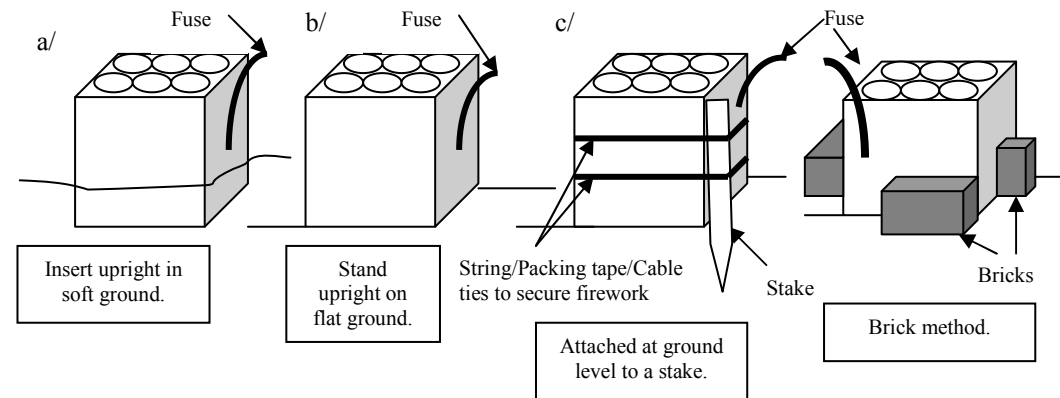 a/
Fuse
b/
Fuse
c/
Fuse
Insert upright in
soft ground.
Stand
upright on
flat ground.
String/Packing tape/Cable
ties to secure firework
Stake
Attached at ground
level to a stake.
Bricks
Brick method.